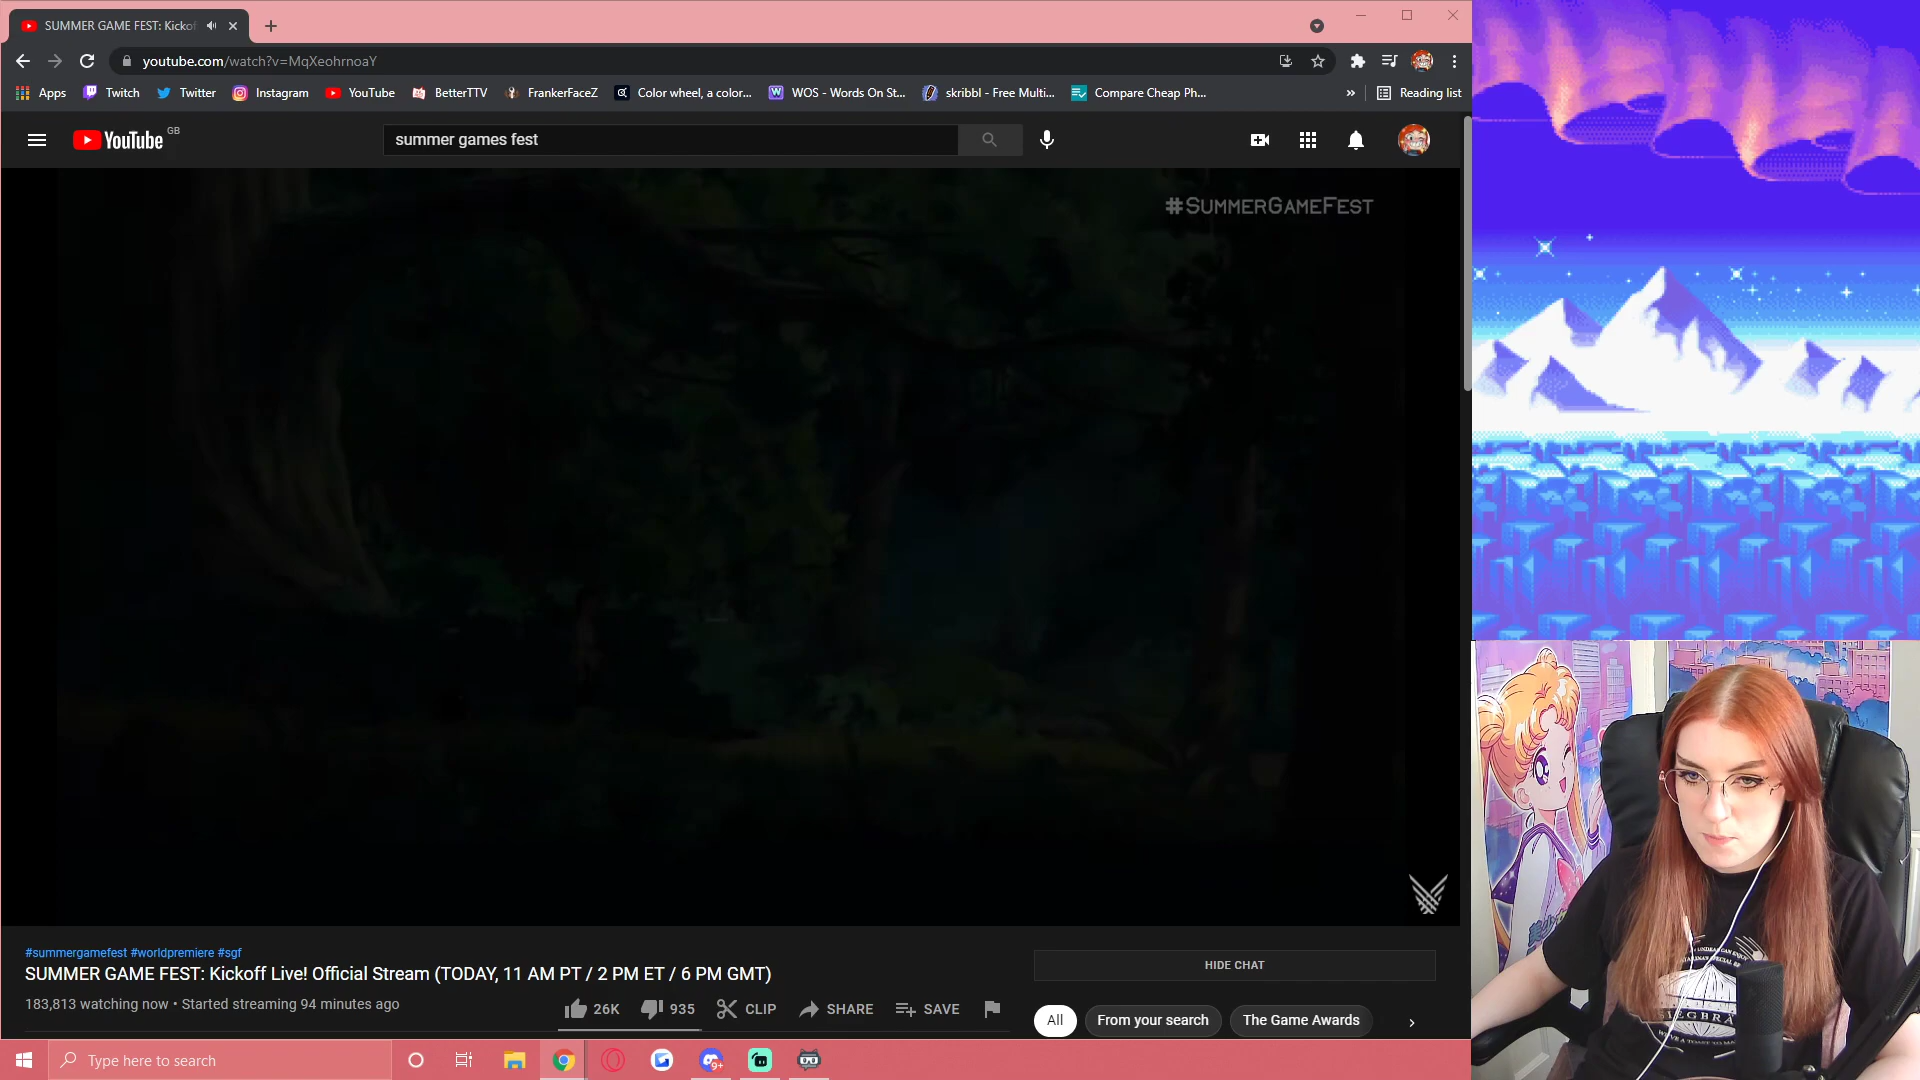 SUMMER GAME FEST: Kicko
youtube.com/watch?v=MqXeohrnoaY
Apps Twitch Twitter Instagram YouTube BetterTTV FrankerFaceZ Color wheel, a color... WOS - Words On St... skribbl - Free Multi... Compare Cheap Ph... » Reading list
YouTube GB
summer games fest
#SUMMERGAMEFEST
#summergamefest #worldpremiere #sgf
SUMMER GAME FEST: Kickoff Live! Official Stream (TODAY, 11 AM PT / 2 PM ET / 6 PM GMT)
183,813 watching now • Started streaming 94 minutes ago
26K 935 CLIP SHARE SAVE
HIDE CHAT
All From your search The Game Awards
Type here to search
9+